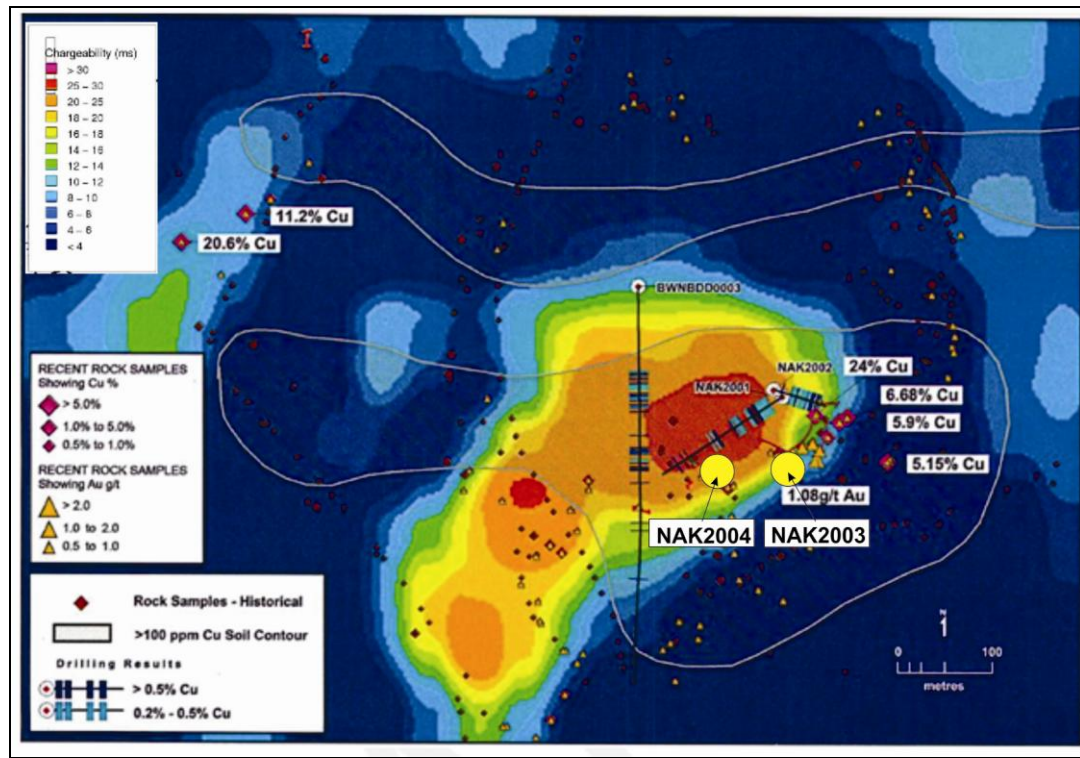 Chargeability (ms)
> 30
25 – 30
20 – 25
18 – 20
16 – 18
14 – 16
12 – 14
10 – 12
8 – 10
6 – 8
4 – 6
< 4
11.2% Cu
20.6% Cu
BWNBDD0003
NAK2002
NAK2001
24% Cu
6.68% Cu
5.9% Cu
5.15% Cu
1.08g/t Au
NAK2004
NAK2003
RECENT ROCK SAMPLES
Showing Cu %
> 5.0%
1.0% to 5.0%
0.5% to 1.0%
RECENT ROCK SAMPLES
Showing Au g/t
> 2.0
1.0 to 2.0
0.5 to 1.0
Rock Samples - Historical
>100 ppm Cu Soil Contour
Drilling Results
> 0.5% Cu
0.2% - 0.5% Cu
N
0 100
metres